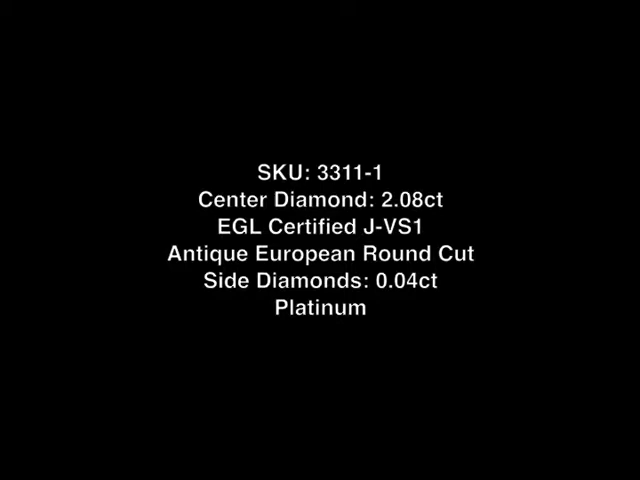 SKU: 3311-1
Center Diamond: 2.08ct
EGL Certified J-VS1
Antique European Round Cut
Side Diamonds: 0.04ct
Platinum